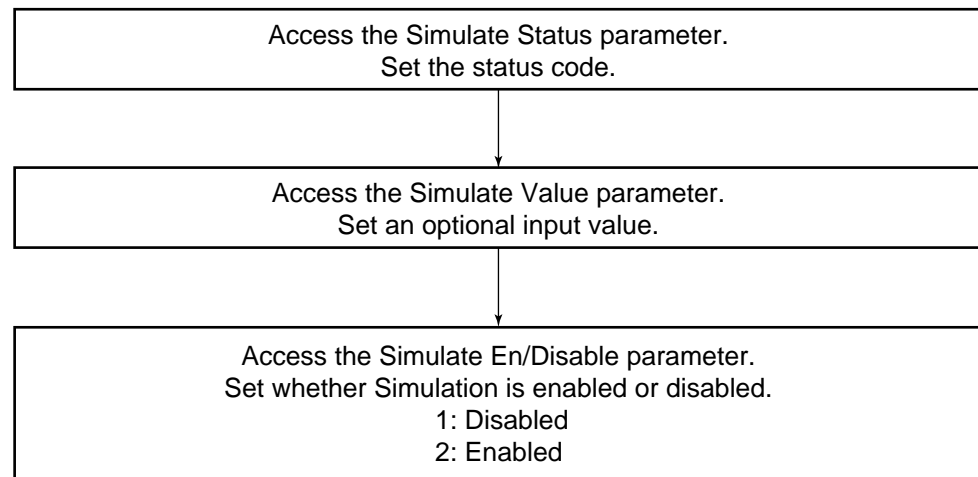 Access the Simulate Status parameter.
Set the status code.
Access the Simulate Value parameter.
Set an optional input value.
Access the Simulate En/Disable parameter.
Set whether Simulation is enabled or disabled.
1: Disabled
2: Enabled